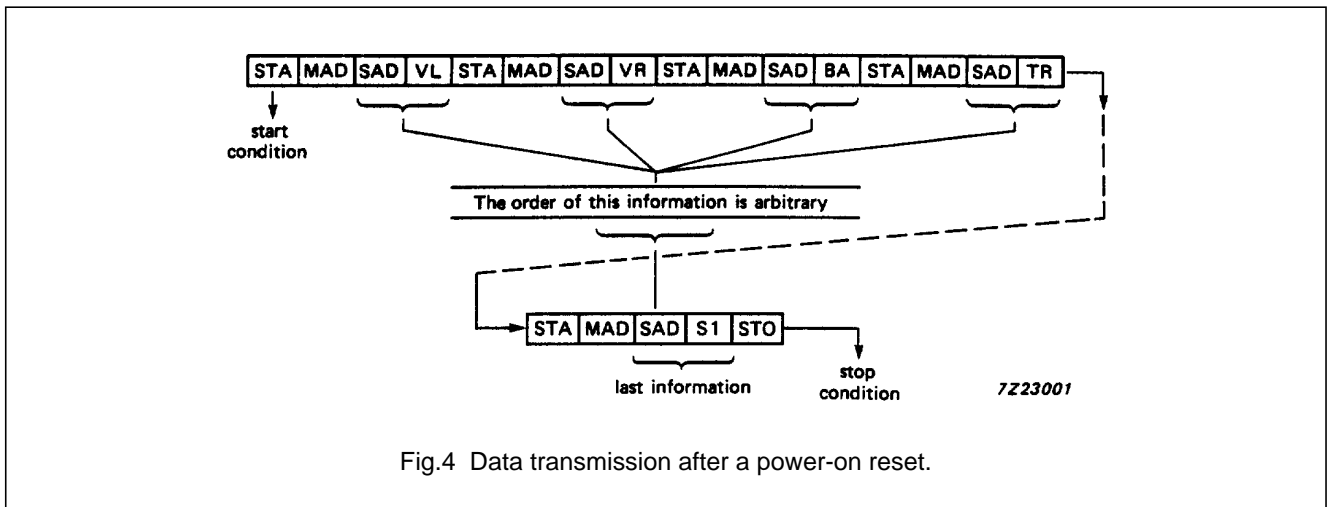 STA MAD SAD VL STA MAD SAD VR STA MAD SAD BA STA MAD SAD TR
start
condition
The order of this information is arbitrary
STA MAD SAD S1 STO
last information
stop
condition
7Z23001
Fig.4 Data transmission after a power-on reset.